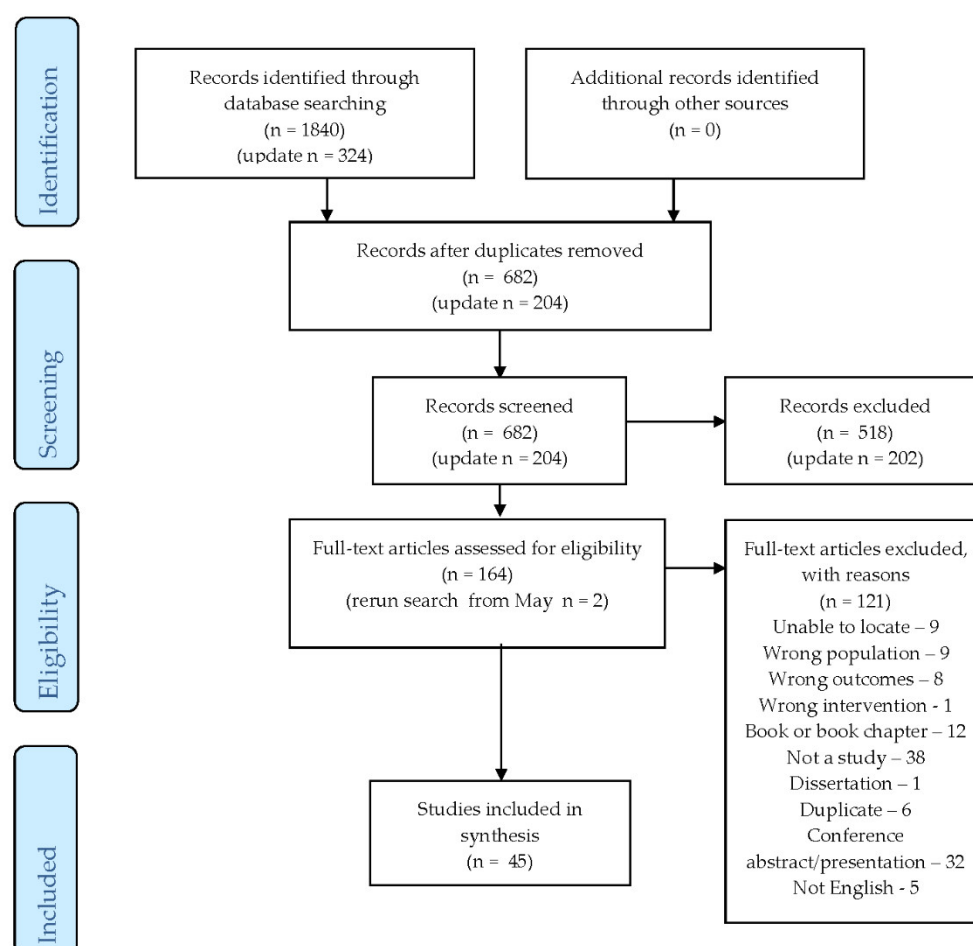 Identification
Records identified through
database searching
(n = 1840)
(update n = 324)
Additional records identified
through other sources
(n = 0)
Records after duplicates removed
(n = 682)
(update n = 204)
Screening
Records screened
(n = 682)
(update n = 204)
Records excluded
(n = 518)
(update n = 202)
Eligibility
Full-text articles assessed for eligibility
(n = 164)
(rerun search from May n = 2)
Full-text articles excluded,
with reasons
(n = 121)
Unable to locate – 9
Wrong population – 9
Wrong outcomes – 8
Wrong intervention - 1
Book or book chapter – 12
Not a study – 38
Dissertation – 1
Duplicate – 6
Conference
abstract/presentation – 32
Not English - 5
Included
Studies included in
synthesis
(n = 45)